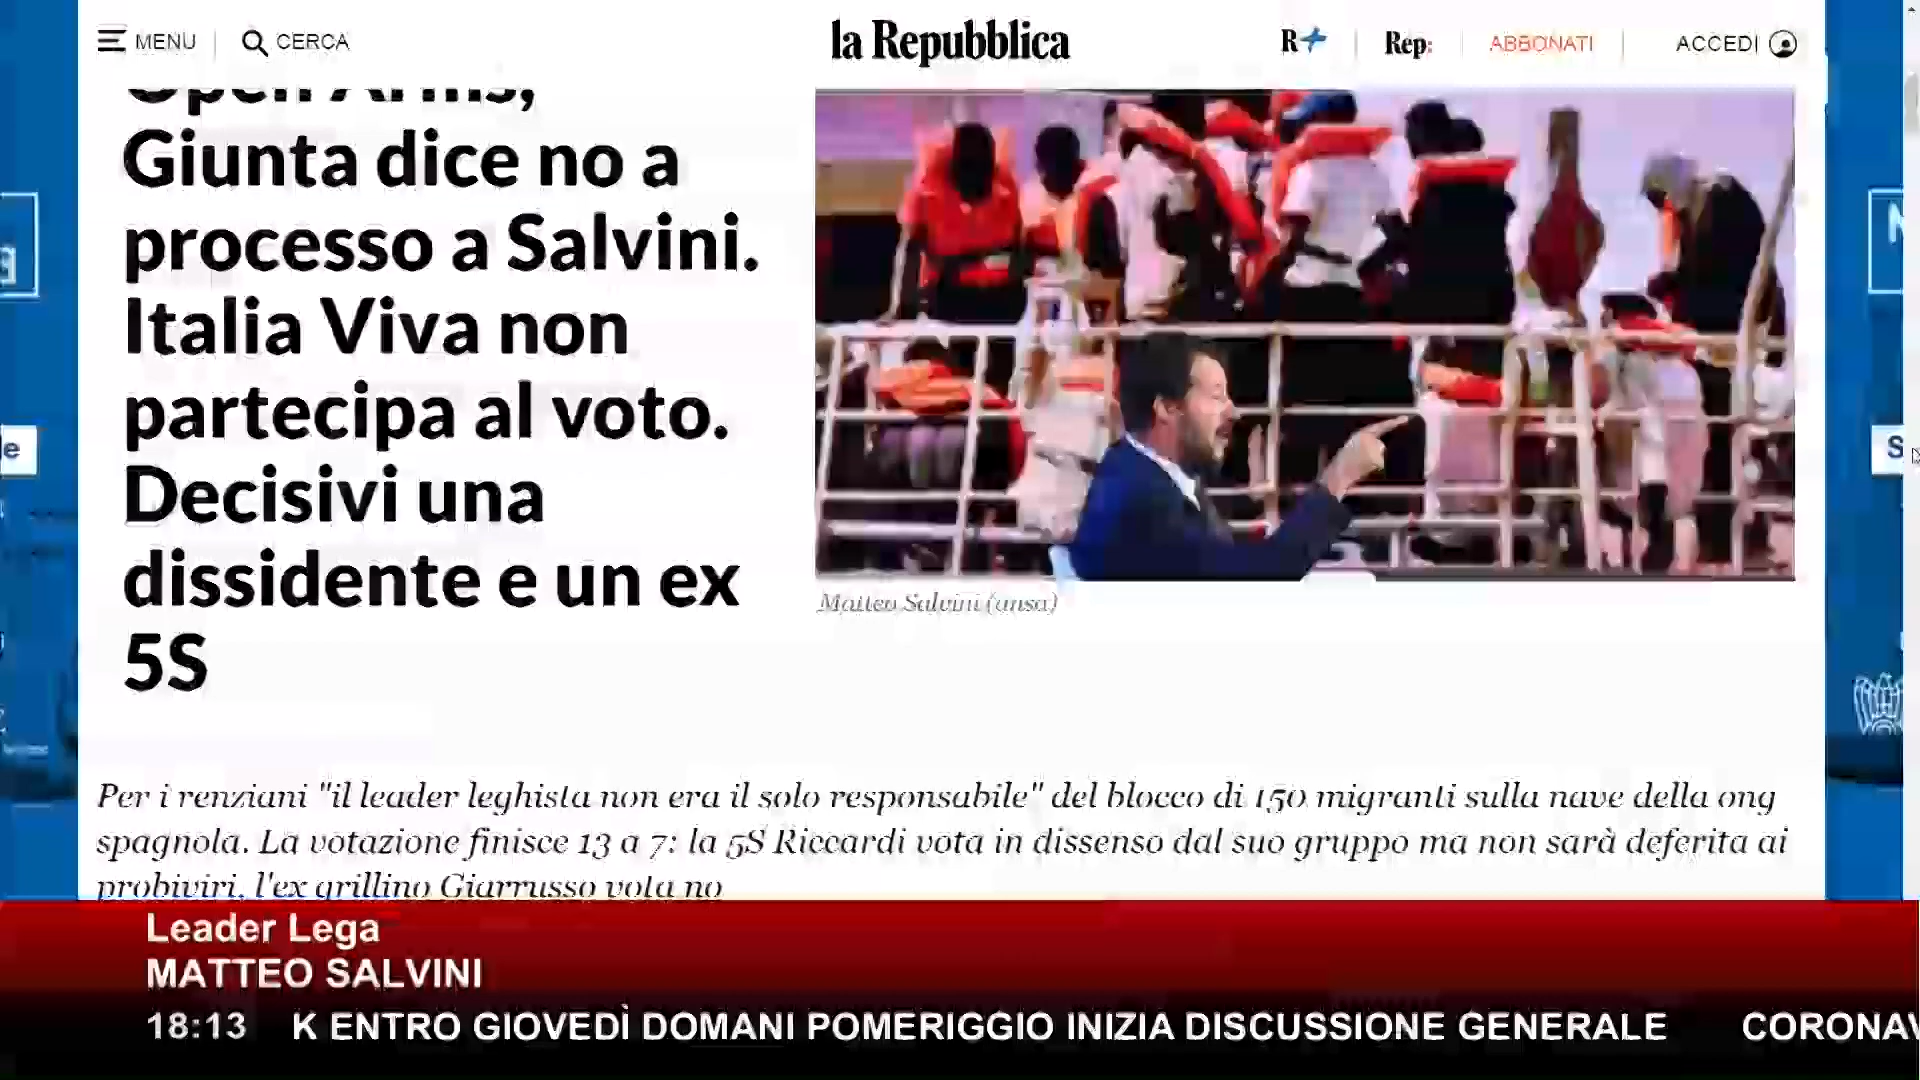 MENU
CERCA
la Repubblica
R+
Rep:
ABBONATI
ACCEDI
Open Arms,
Giunta dice no a
processo a Salvini.
Italia Viva non
partecipa al voto.
Decisivi una
dissidente e un ex
5S
Matteo Salvini (ansa)
Per i renziani "il leader leghista non era il solo responsabile" del blocco di 150 migranti sulla nave della ong
spagnola. La votazione finisce 13 a 7: la 5S Riccardi vota in dissenso dal suo gruppo ma non sarà deferita ai
probiviri, l'ex grillino Giarrusso vota no
e
S
Leader Lega
MATTEO SALVINI
18:13 K ENTRO GIOVEDÌ DOMANI POMERIGGIO INIZIA DISCUSSIONE GENERALE CORONAV